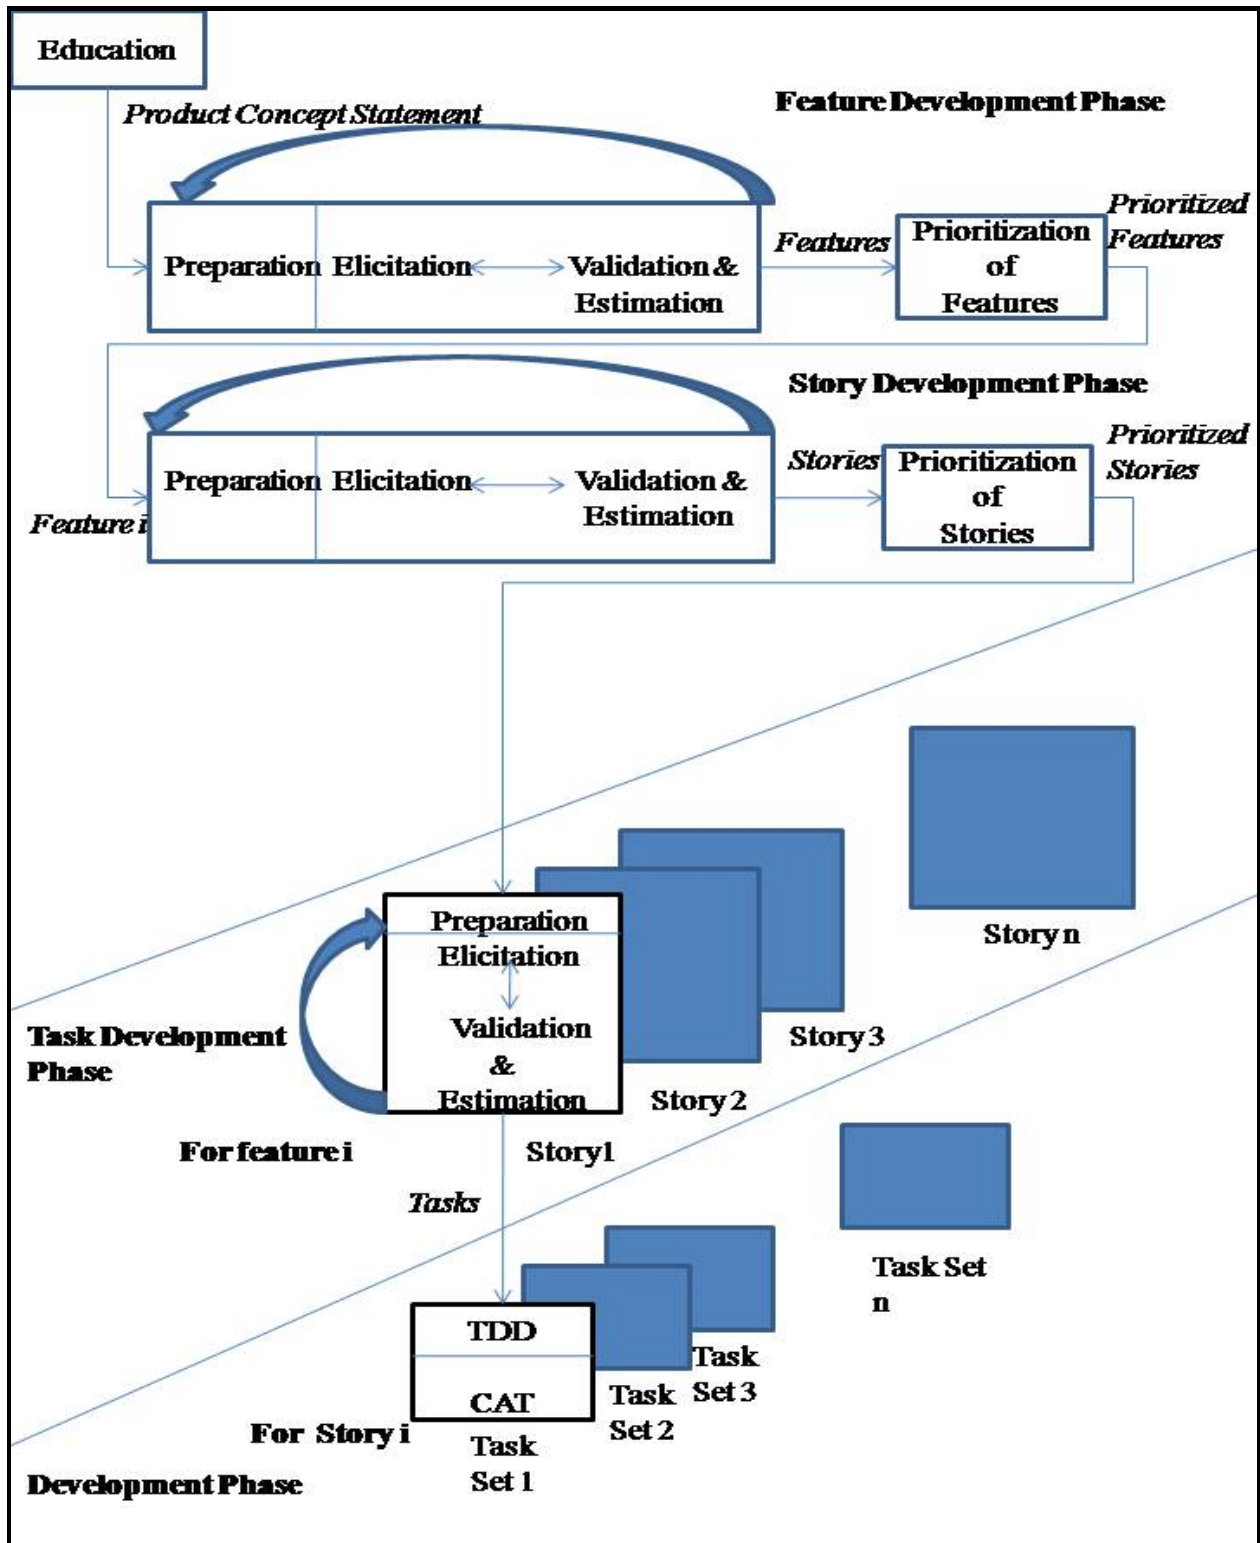 Education
Product Concept Statement
Feature Development Phase
Preparation
Elicitation
Validation &
Estimation
Features
Prioritization
of
Features
Prioritized
Features
Story Development Phase
Feature i
Preparation
Elicitation
Validation &
Estimation
Stories
Prioritization
of
Stories
Prioritized
Stories
Story n
Preparation
Elicitation
Validation
&
Estimation
Story 3
Story 2
Story1
Task Development
Phase
For feature i
Tasks
Task Set
n
TDD
CAT
Task
Set 3
Task
Set 2
Task
Set 1
For Story i
Development Phase